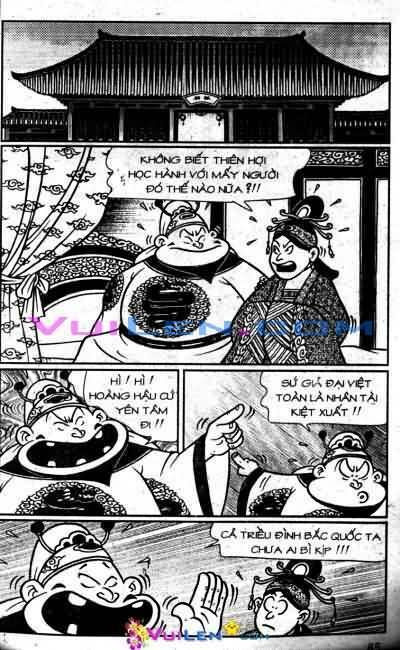 KHÔNG BIẾT THIÊN HỢI
HỌC HÀNH VỚI MẤY NGƯỜI
ĐÓ THẾ NÀO NỮA ?!!
VuiLen.com
HÌ ! HÌ !
HOÀNG HẬU CỨ
YÊN TÂM
ĐI !!
SỨ GIẢ ĐẠI VIỆT
TOÀN LÀ NHÂN TÀI
KIỆT XUẤT !!
CẢ TRIỀU ĐÌNH BẮC QUỐC TA
CHƯA AI BÌ KỊP !!!
VuiLen.com